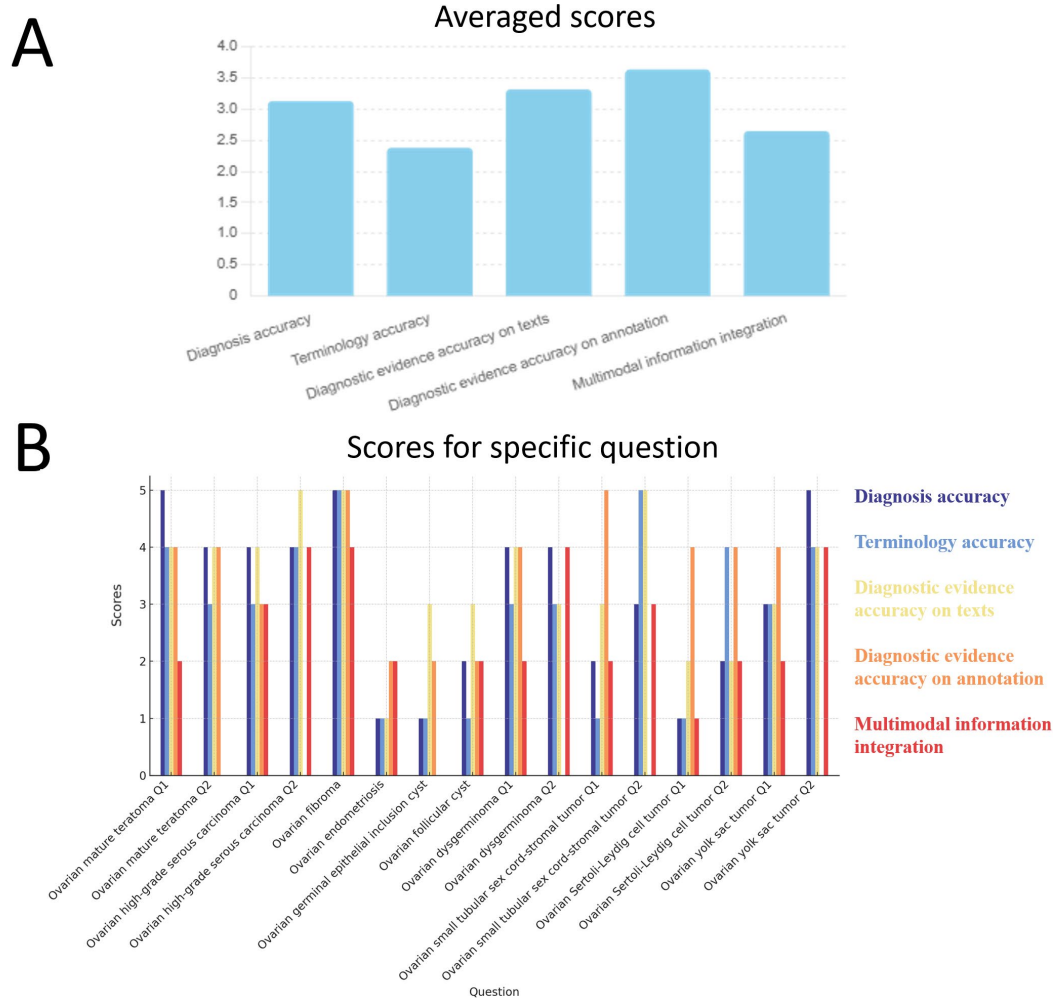 A
Averaged scores
4.0
3.5
3.0
2.5
2.0
1.5
1.0
0.5
0
Diagnosis accuracy
Terminology accuracy
Diagnostic evidence accuracy on texts
Diagnostic evidence accuracy on annotation
Multimodal information integration
B
Scores for specific question
5
4
3
2
1
0
Scores
Ovarian mature teratoma Q1
Ovarian mature teratoma Q2
Ovarian high-grade serous carcinoma Q1
Ovarian high-grade serous carcinoma Q2
Ovarian fibroma
Ovarian endometriosis
Ovarian germinal epithelial inclusion cyst
Ovarian follicular cyst
Ovarian dysgerminoma Q1
Ovarian dysgerminoma Q2
Ovarian small tubular sex cord-stromal tumor Q1
Ovarian small tubular sex cord-stromal tumor Q2
Ovarian Sertoli-Leydig cell tumor Q1
Ovarian Sertoli-Leydig cell tumor Q2
Ovarian yolk sac tumor Q1
Ovarian yolk sac tumor Q2
Question
Diagnosis accuracy
Terminology accuracy
Diagnostic evidence
accuracy on texts
Diagnostic evidence
accuracy on annotation
Multimodal information
integration